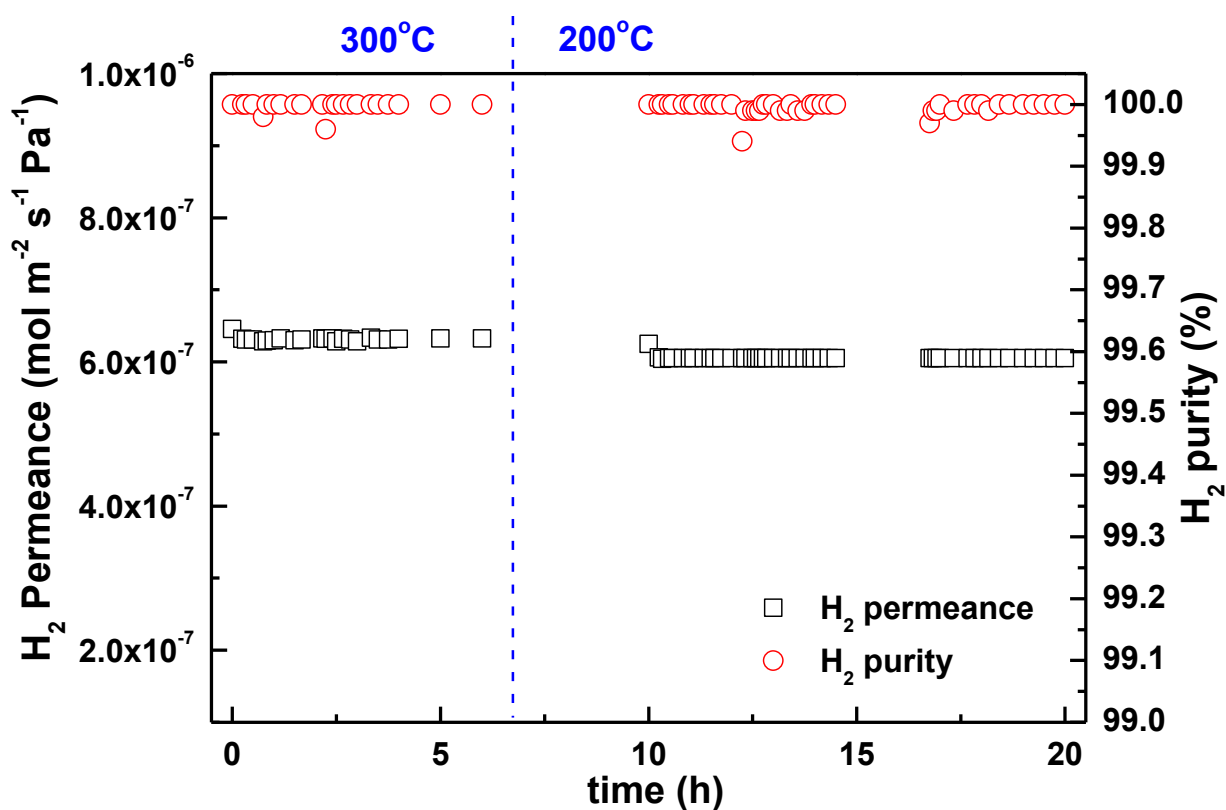 300°C
200°C
H₂ Permeance (mol m⁻² s⁻¹ Pa⁻¹)
1.0x10⁻⁶
8.0x10⁻⁷
6.0x10⁻⁷
4.0x10⁻⁷
2.0x10⁻⁷
100.0
99.9
99.8
99.7
99.6
99.5
99.4
99.3
99.2
99.1
99.0
H₂ purity (%)
H₂ permeance
H₂ purity
0
5
10
15
20
time (h)